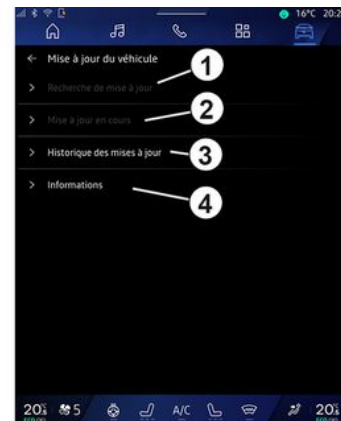 16°C 20:2
← Mise à jour du véhicule
> Recherche de mise à jour
1
> Mise à jour en cours
2
> Historique des mises à jour
3
> Informations
4
20 5 A/C 20